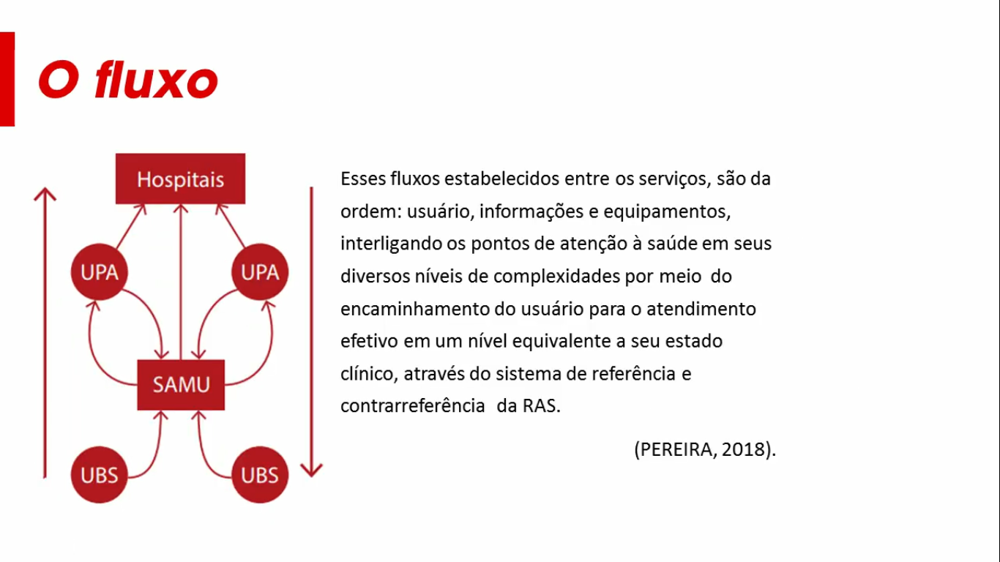 O fluxo
Hospitais
UPA
UPA
SAMU
UBS
UBS
Esses fluxos estabelecidos entre os serviços, são da
ordem: usuário, informações e equipamentos,
interligando os pontos de atenção à saúde em seus
diversos níveis de complexidades por meio do
encaminhamento do usuário para o atendimento
efetivo em um nível equivalente a seu estado
clínico, através do sistema de referência e
contrarreferência da RAS.
(PEREIRA, 2018).